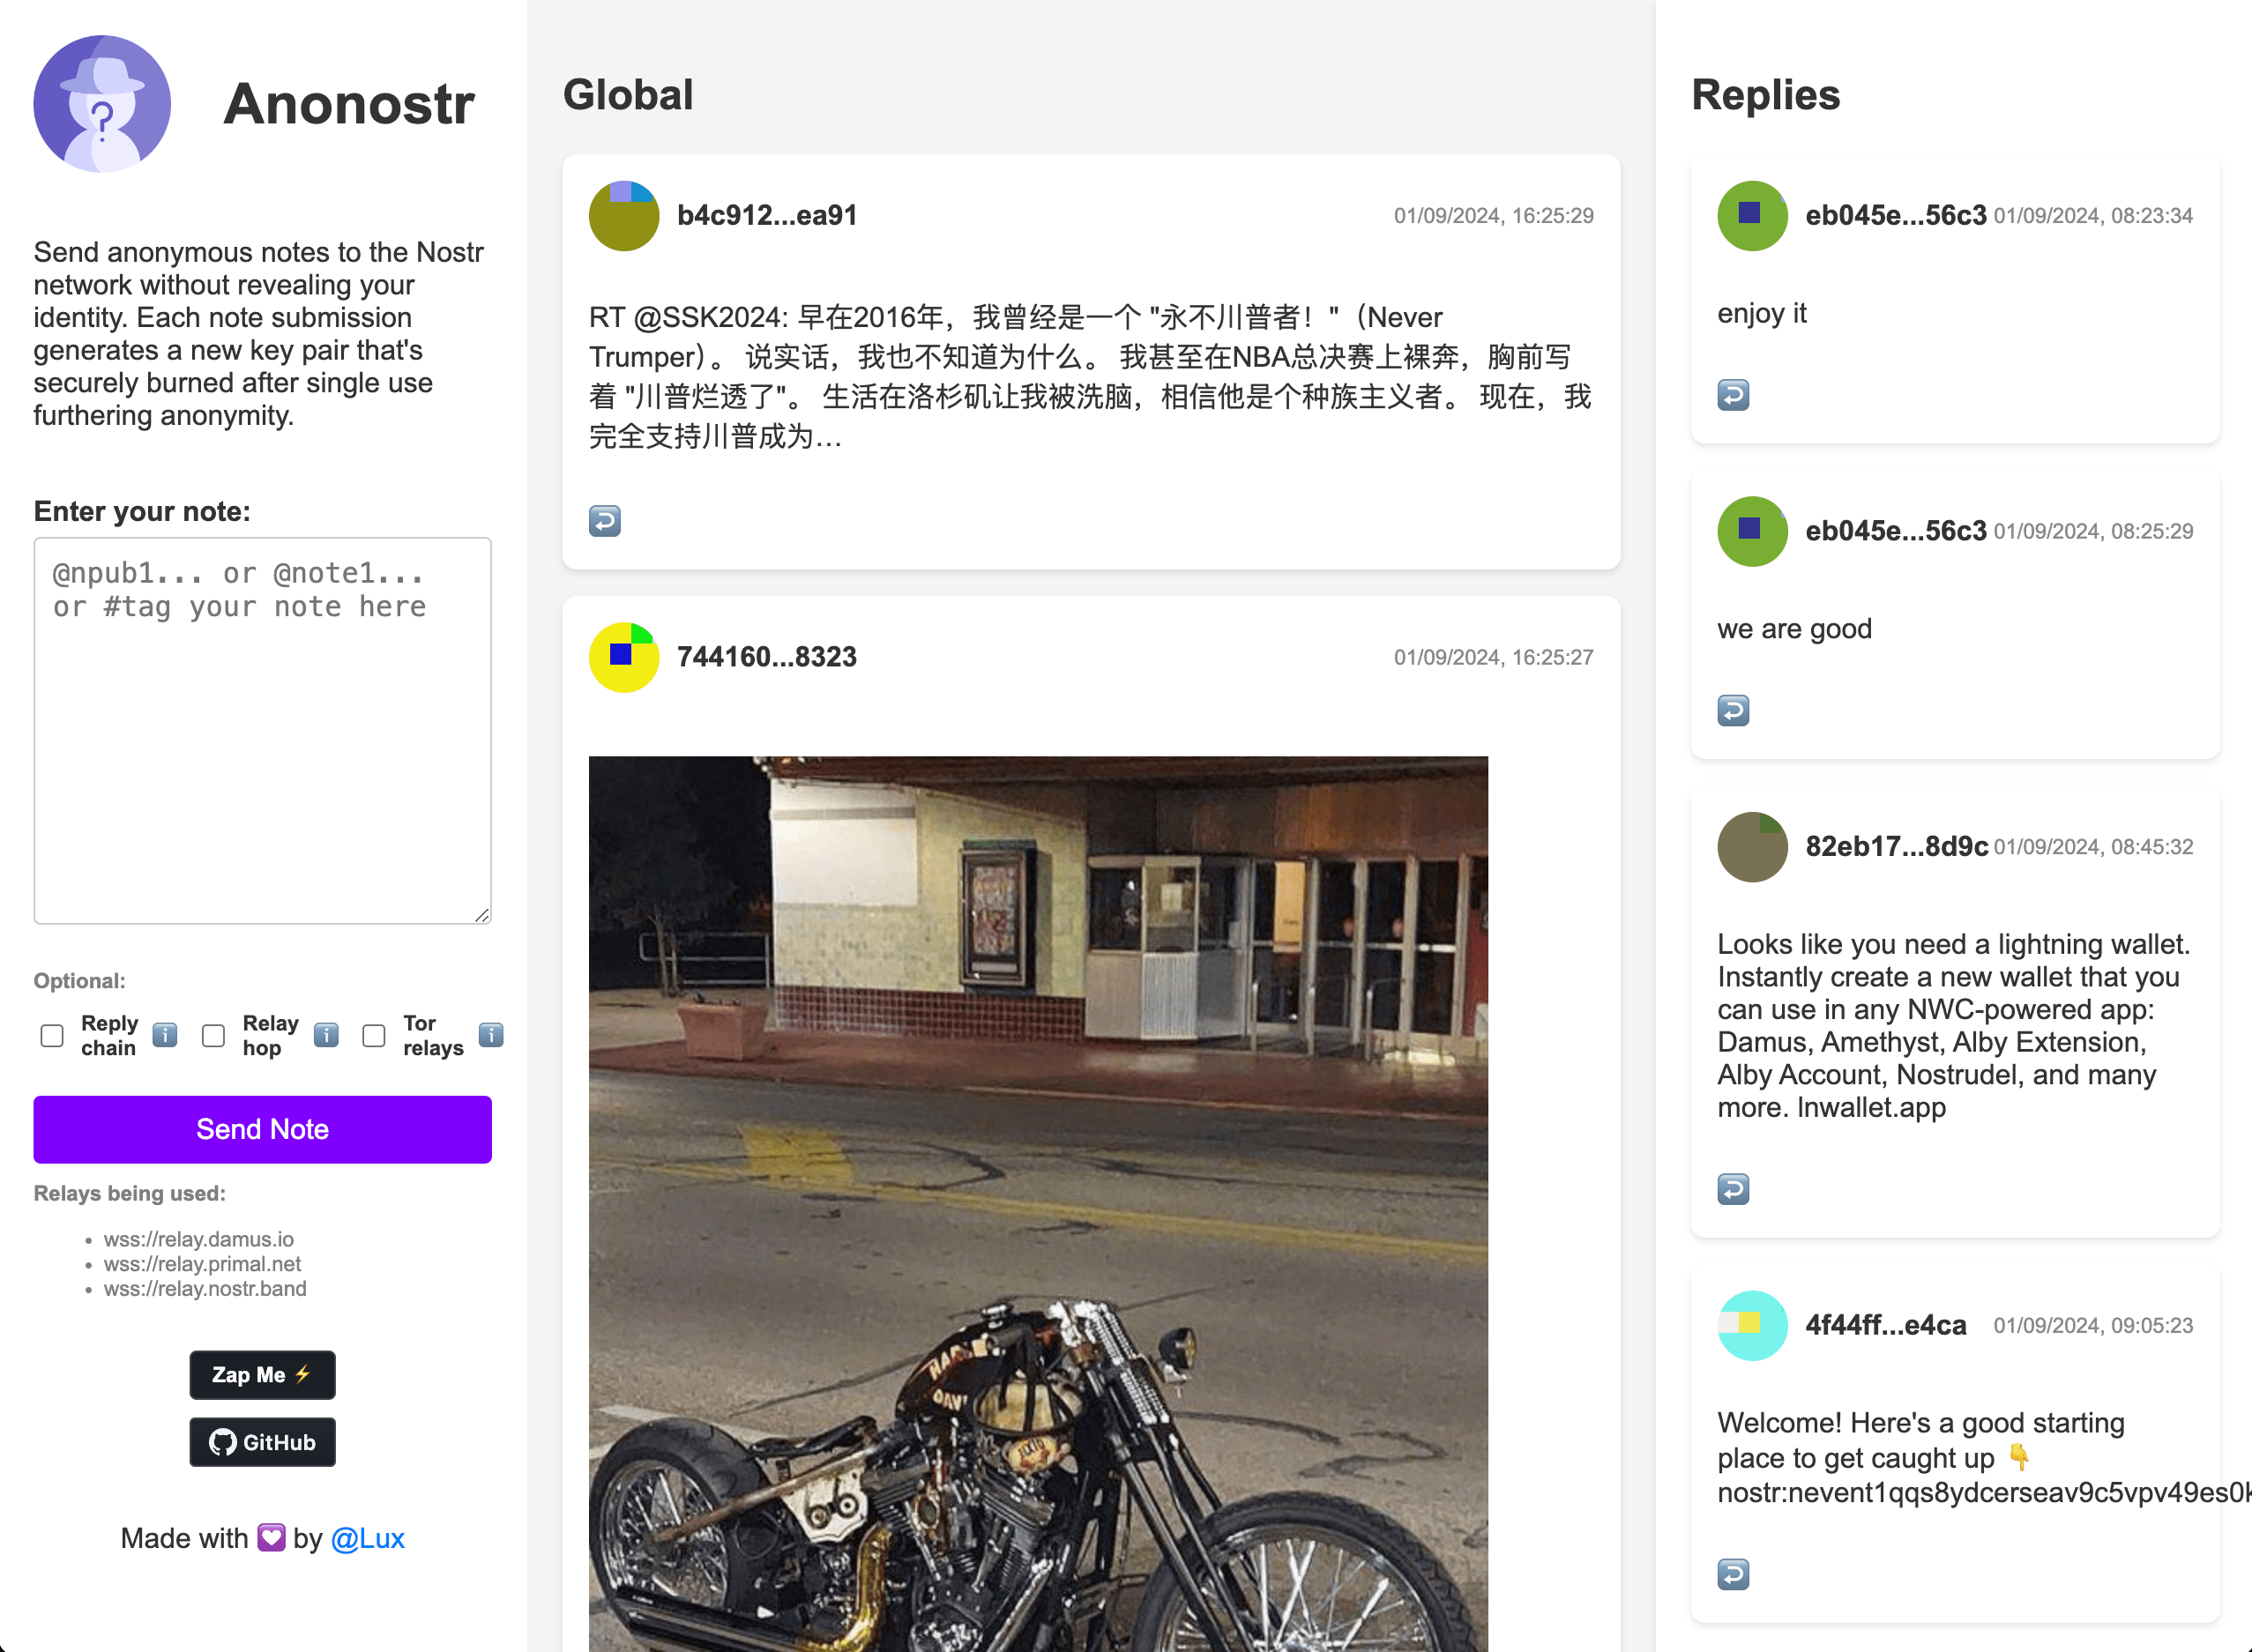 Anonostr
Send anonymous notes to the Nostr
network without revealing your
identity. Each note submission
generates a new key pair that's
securely burned after single use
furthering anonymity.
Enter your note:
@npub1... or @note1...
or #tag your note here
Optional:
Reply
chain
Relay
hop
Tor
relays
Send Note
Relays being used:
• wss://relay.damus.io
• wss://relay.primal.net
• wss://relay.nostr.band
Zap Me ⚡
GitHub
Made with 💟 by @Lux
Global
b4c912...ea91
01/09/2024, 16:25:29
RT @SSK2024: 早在2016年，我曾经是一个 "永不川普者！"（Never
Trumper）。 说实话，我也不知道为什么。 我甚至在NBA总决赛上裸奔，胸前写
着 "川普烂透了"。 生活在洛杉矶让我被洗脑，相信他是个种族主义者。 现在，我
完全支持川普成为…
744160...8323
01/09/2024, 16:25:27
Replies
eb045e...56c3 01/09/2024, 08:23:34
enjoy it
eb045e...56c3 01/09/2024, 08:25:29
we are good
82eb17...8d9c 01/09/2024, 08:45:32
Looks like you need a lightning wallet.
Instantly create a new wallet that you
can use in any NWC-powered app:
Damus, Amethyst, Alby Extension,
Alby Account, Nostrudel, and many
more. lnwallet.app
4f44ff...e4ca 01/09/2024, 09:05:23
Welcome! Here's a good starting
place to get caught up 👇
nostr:nevent1qqs8ydcerseav9c5vpv49es0k